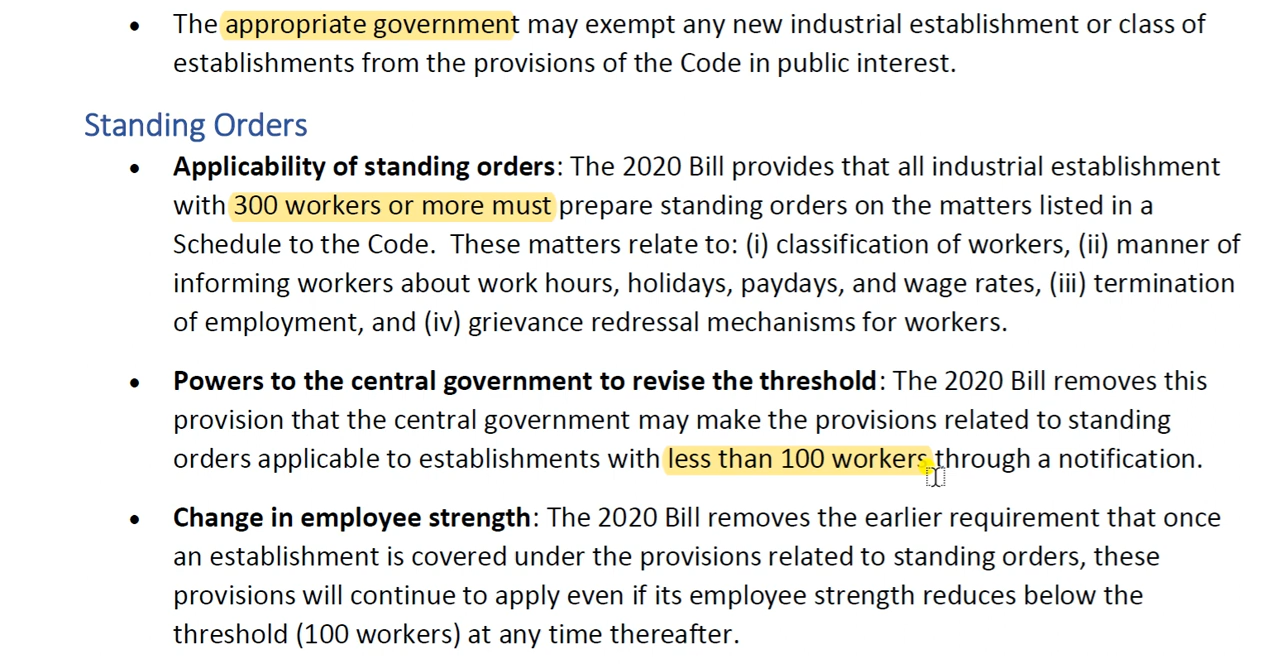 • The appropriate government may exempt any new industrial establishment or class of
establishments from the provisions of the Code in public interest.
Standing Orders
• Applicability of standing orders: The 2020 Bill provides that all industrial establishment
with 300 workers or more must prepare standing orders on the matters listed in a
Schedule to the Code.  These matters relate to: (i) classification of workers, (ii) manner of
informing workers about work hours, holidays, paydays, and wage rates, (iii) termination
of employment, and (iv) grievance redressal mechanisms for workers.
• Powers to the central government to revise the threshold: The 2020 Bill removes this
provision that the central government may make the provisions related to standing
orders applicable to establishments with less than 100 workers through a notification.
• Change in employee strength: The 2020 Bill removes the earlier requirement that once
an establishment is covered under the provisions related to standing orders, these
provisions will continue to apply even if its employee strength reduces below the
threshold (100 workers) at any time thereafter.